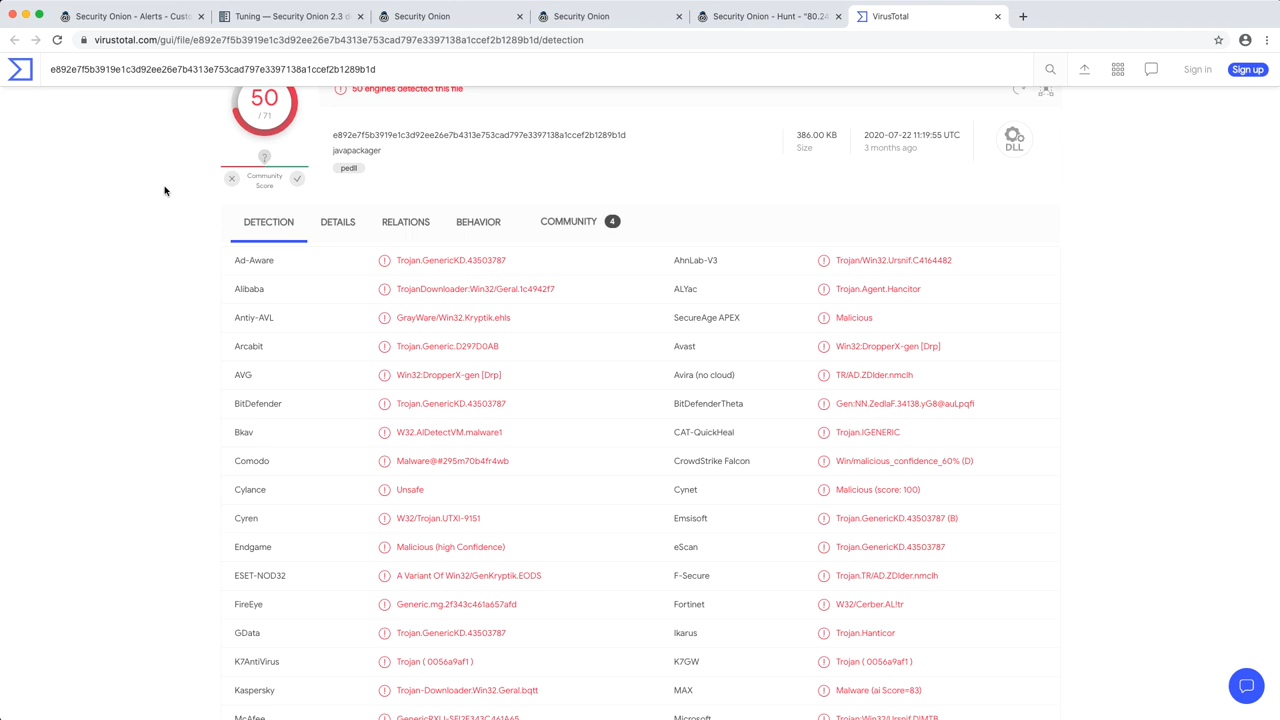 Security Onion - Alerts - Custo
Tuning — Security Onion 2.3 d
Security Onion
Security Onion
Security Onion - Hunt - "80.24
VirusTotal
virustotal.com/gui/file/e892e7f5b3919e1c3d92ee26e7b4313e753cad797e3397138a1ccef2b1289b1d/detection
e892e7f5b3919e1c3d92ee26e7b4313e753cad797e3397138a1ccef2b1289b1d
Sign in
Sign up
50
/ 71
50 engines detected this file
e892e7f5b3919e1c3d92ee26e7b4313e753cad797e3397138a1ccef2b1289b1d
javapackager
pedll
386.00 KB
Size
2020-07-22 11:19:55 UTC
3 months ago
DLL
?
Community
Score
DETECTION
DETAILS
RELATIONS
BEHAVIOR
COMMUNITY 4
Ad-Aware Trojan.GenericKD.43503787 AhnLab-V3 Trojan/Win32.Ursnif.C4164482
Alibaba TrojanDownloader:Win32/Geral.1c4942f7 ALYac Trojan.Agent.Hancitor
Antiy-AVL GrayWare/Win32.Kryptik.ehls SecureAge APEX Malicious
Arcabit Trojan.Generic.D297D0AB Avast Win32:DropperX-gen [Drp]
AVG Win32:DropperX-gen [Drp] Avira (no cloud) TR/AD.ZDlder.nmclh
BitDefender Trojan.GenericKD.43503787 BitDefenderTheta Gen:NN.ZedlaF.34138.yG8@auLpqfi
Bkav W32.AIDetectVM.malware1 CAT-QuickHeal Trojan.IGENERIC
Comodo Malware@#295m70b4fr4wb CrowdStrike Falcon Win/malicious_confidence_60% (D)
Cylance Unsafe Cynet Malicious (score: 100)
Cyren W32/Trojan.UTXI-9151 Emsisoft Trojan.GenericKD.43503787 (B)
Endgame Malicious (high Confidence) eScan Trojan.GenericKD.43503787
ESET-NOD32 A Variant Of Win32/GenKryptik.EODS F-Secure Trojan.TR/AD.ZDlder.nmclh
FireEye Generic.mg.2f343c461a657afd Fortinet W32/Cerber.AL!tr
GData Trojan.GenericKD.43503787 Ikarus Trojan.Hanticor
K7AntiVirus Trojan ( 0056a9af1 ) K7GW Trojan ( 0056a9af1 )
Kaspersky Trojan-Downloader.Win32.Geral.bqtt MAX Malware (ai Score=83)
McAfee Microsoft Trojan:Win32/Ursnif.DIMTB